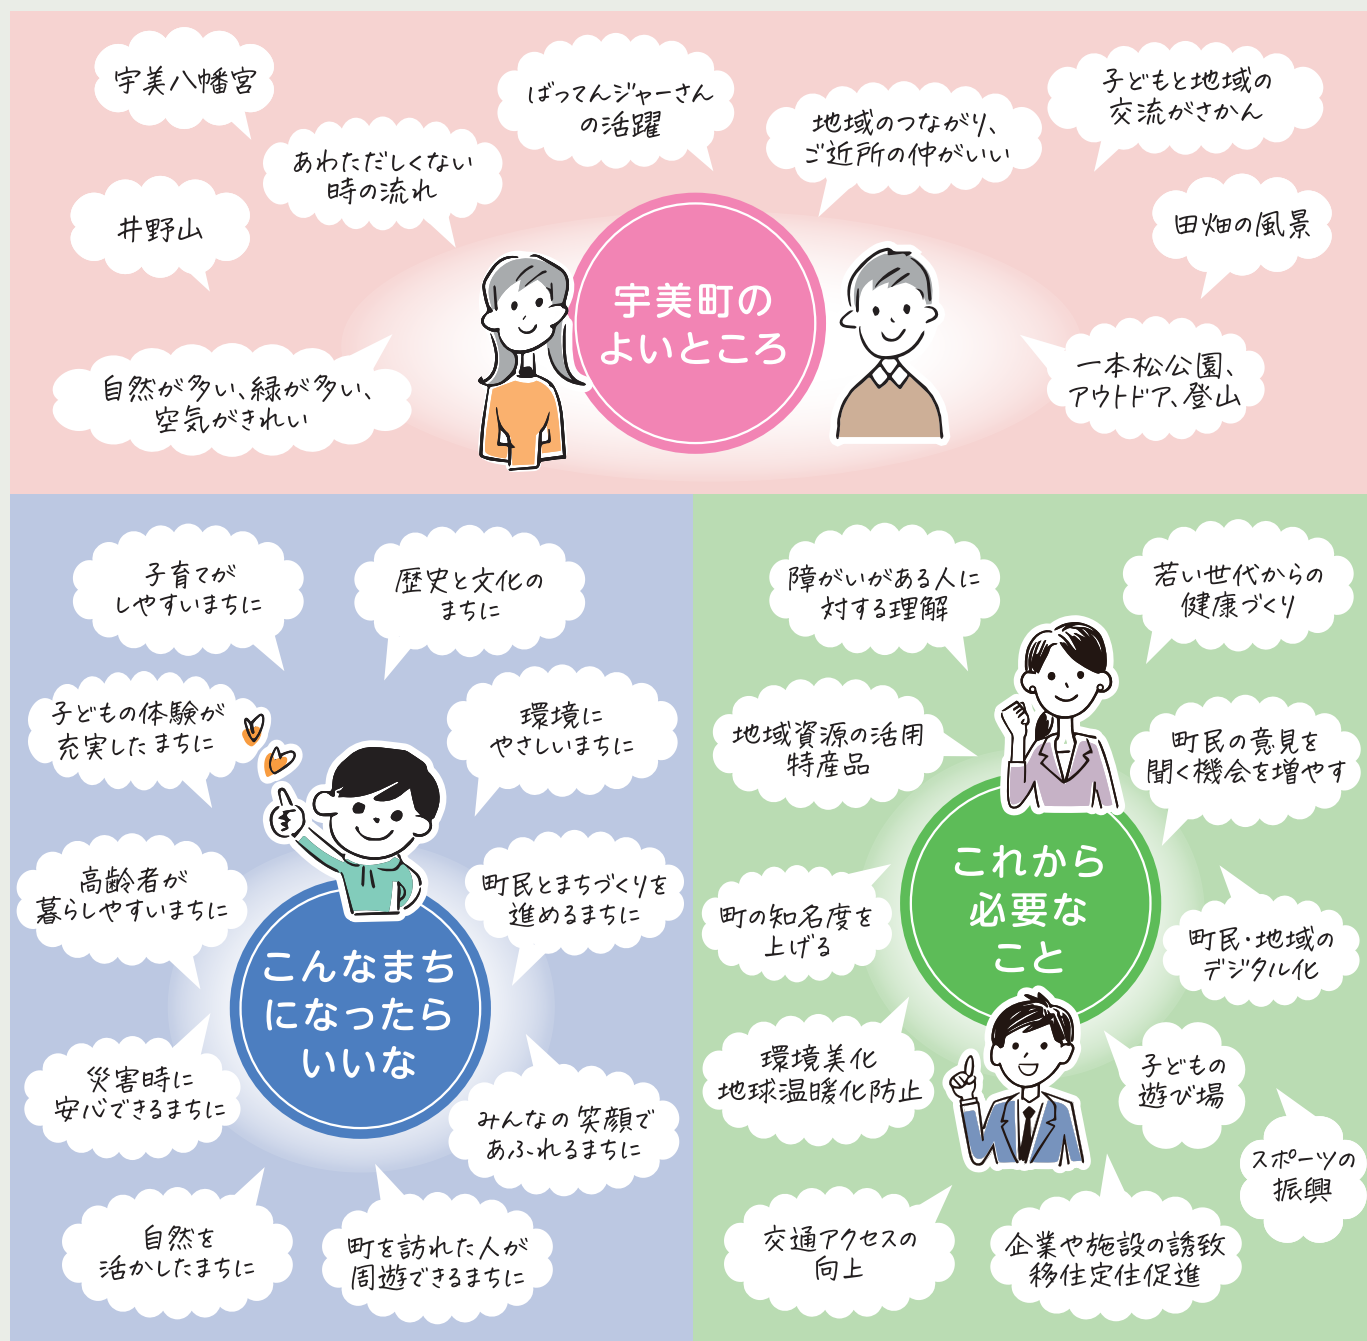 宇美八幡宮
ばってんジャーさん
の活躍
子どもと地域の
交流がさかん
あわただしくない
時の流れ
地域のつながり、
ご近所の仲がいい
井野山
田畑の風景
宇美町の
よいところ
自然が多い、緑が多い、
空気がきれい
一本松公園、
アウトドア、登山
子育てが
しやすいまちに
歴史と文化の
まちに
子どもの体験が
充実したまちに
環境に
やさしいまちに
高齢者が
暮らしやすいまちに
町民とまちづくりを
進めるまちに
こんなまち
になったら
いいな
災害時に
安心できるまちに
みんなの笑顔で
あふれるまちに
自然を
活かしたまちに
町を訪れた人が
周遊できるまちに
障がいがある人に
対する理解
若い世代からの
健康づくり
地域資源の活用
特産品
町民の意見を
聞く機会を増やす
これから
必要な
こと
町の知名度を
上げる
町民・地域の
デジタル化
環境美化
地球温暖化防止
子どもの
遊び場
スポーツの
振興
交通アクセスの
向上
企業や施設の誘致
移住定住促進